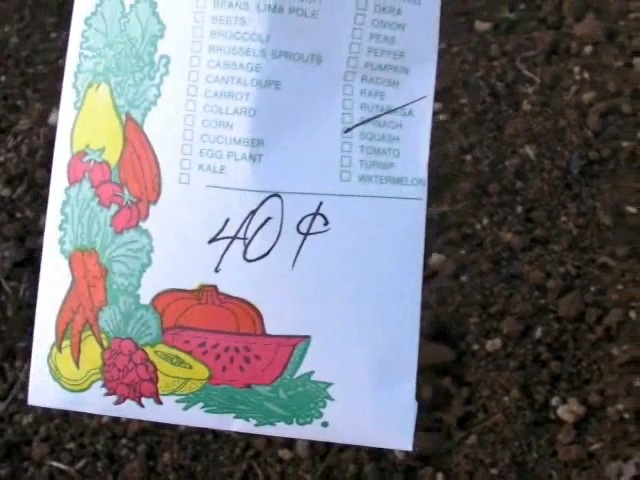 BEANS, LIMA POLE
BEETS
BROCCOLI
BRUSSELS SPROUTS
CABBAGE
CANTALOUPE
CARROT
COLLARD
CORN
CUCUMBER
EGG PLANT
KALE
OKRA
ONION
PEAS
PEPPER
PUMPKIN
RADISH
RAPE
RUTABAGA
SPINACH
SQUASH
TOMATO
TURNIP
WATERMELON
40¢